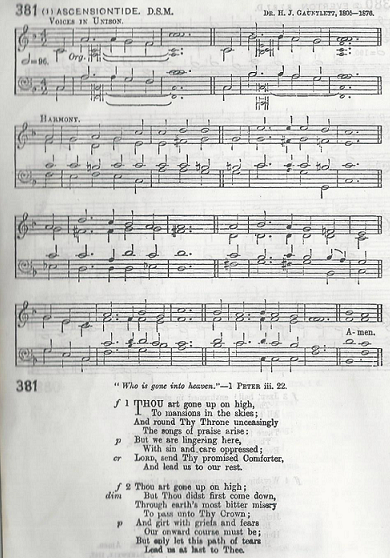 381 (1) ASCENSIONTIDE. D.S.M. DR. H. J. GAUNTLETT, 1806—1876.
VOICES IN UNISON.
=96. Org.
HARMONY.
A-men.
381 "Who is gone into heaven."—1 PETER iii. 22.
f 1 THOU art gone up on high,
To mansions in the skies;
And round Thy Throne unceasingly
The songs of praise arise:
p But we are lingering here,
With sin and care oppressed;
cr LORD, send Thy promised Comforter,
And lead us to our rest.
f 2 Thou art gone up on high;
dim But Thou didst first come down,
Through earth's most bitter misery
To pass unto Thy Crown;
p And girt with griefs and fears
Our onward course must be;
But only let this path of tears
Lead us at last to Thee.